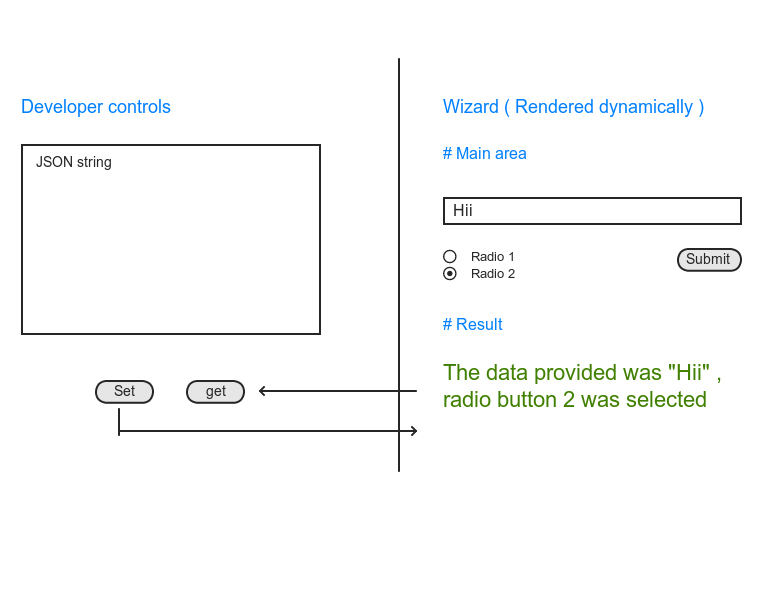 Developer controls
JSON string
Set
get
Wizard ( Rendered dynamically )
# Main area
Hii
Radio 1
Radio 2
Submit
# Result
The data provided was "Hii" ,
radio button 2 was selected